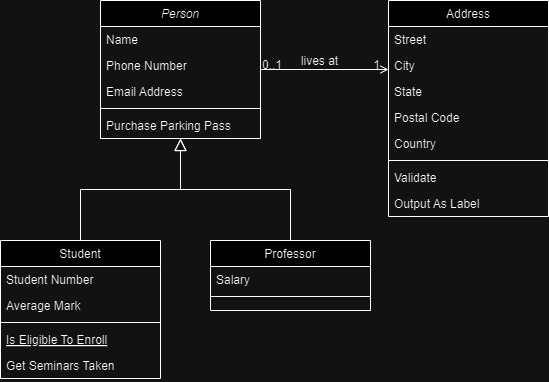 Person
Name
Phone Number
Email Address
Purchase Parking Pass
0..1
lives at
1
Address
Street
City
State
Postal Code
Country
Validate
Output As Label
Student
Student Number
Average Mark
Is Eligible To Enroll
Get Seminars Taken
Professor
Salary